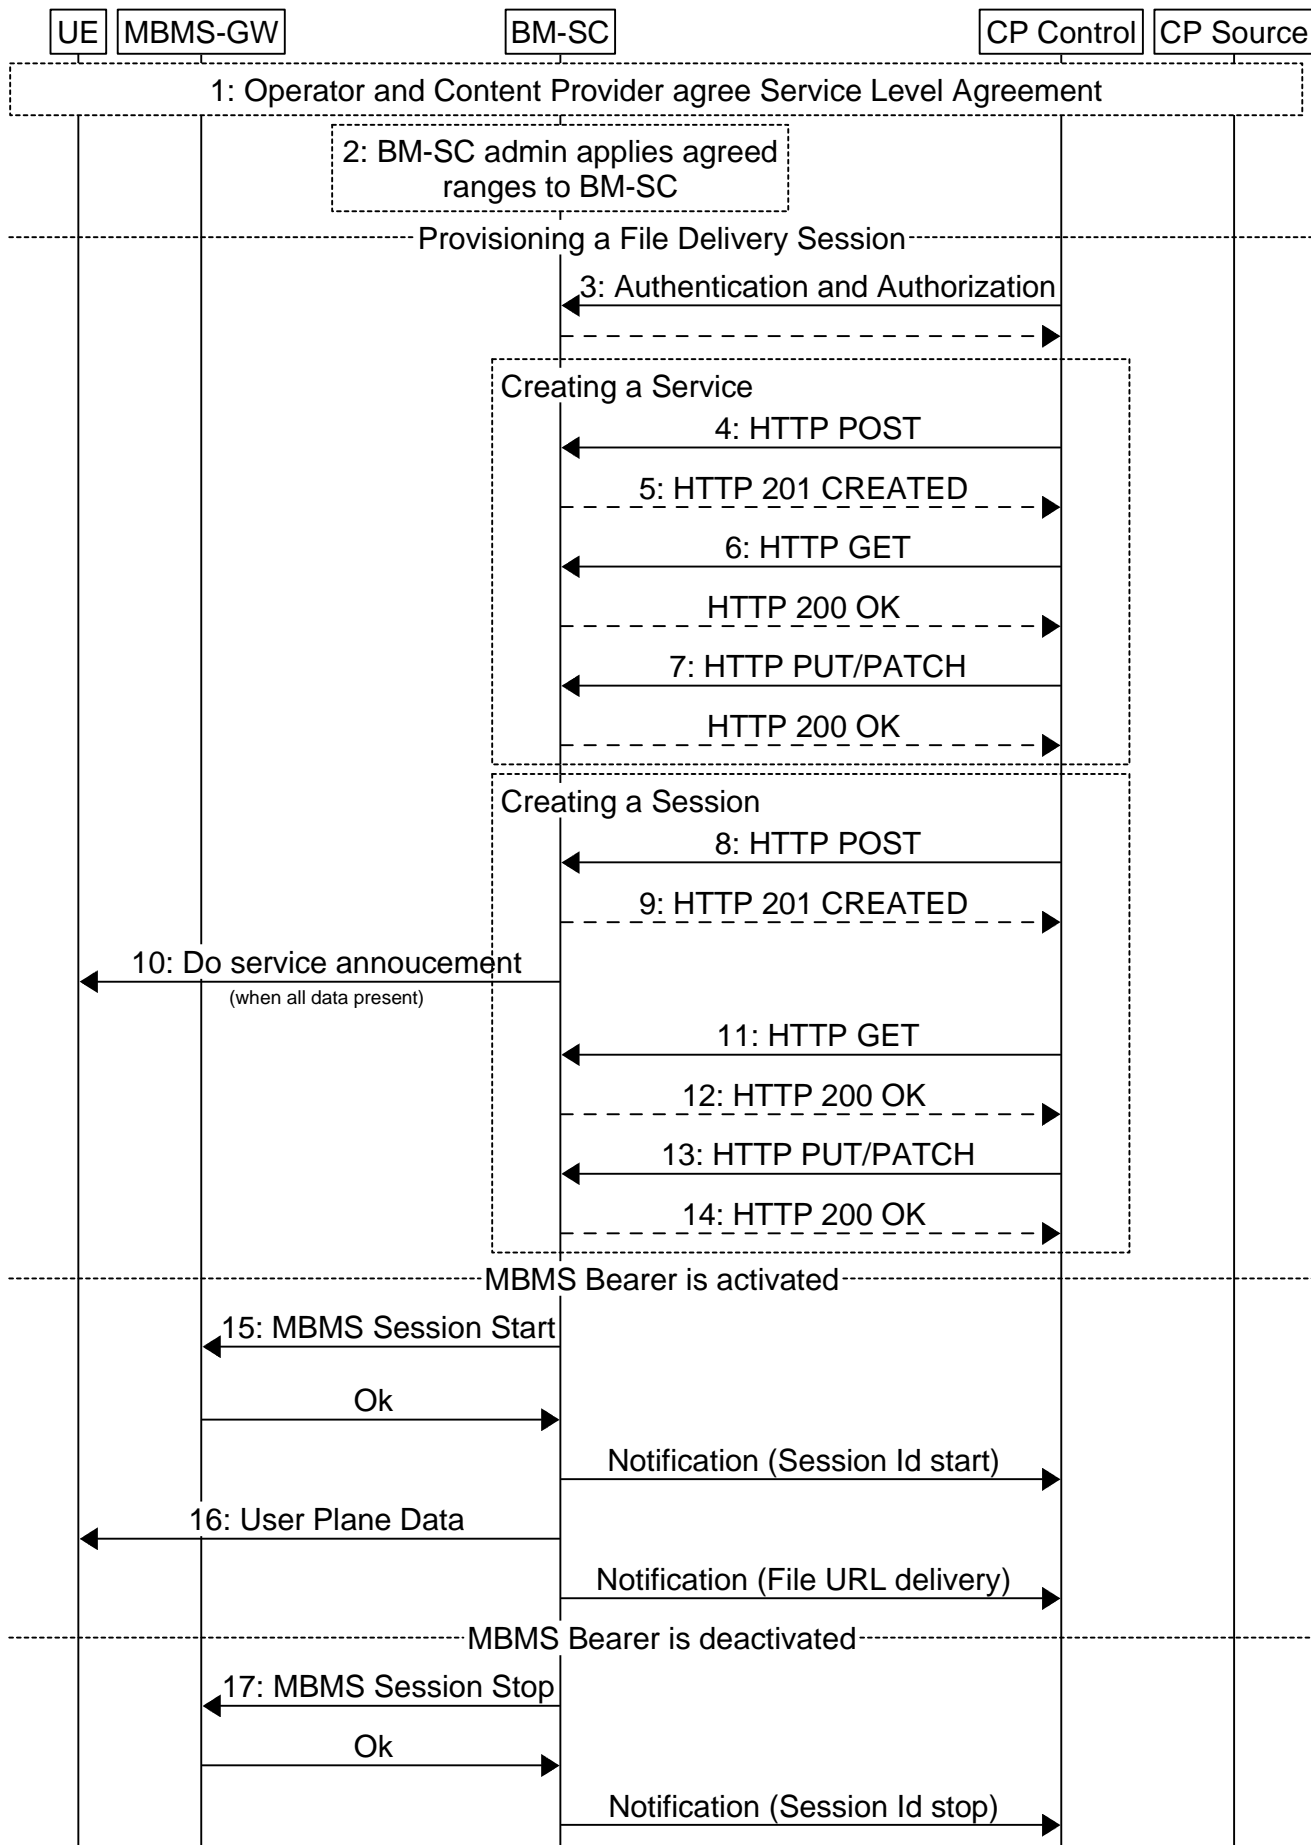 UE
MBMS-GW
BM-SC
CP Control
CP Source
1: Operator and Content Provider agree Service Level Agreement
2: BM-SC admin applies agreed
ranges to BM-SC
Provisioning a File Delivery Session
3: Authentication and Authorization
Creating a Service
4: HTTP POST
5: HTTP 201 CREATED
6: HTTP GET
HTTP 200 OK
7: HTTP PUT/PATCH
HTTP 200 OK
Creating a Session
8: HTTP POST
9: HTTP 201 CREATED
10: Do service annoucement
(when all data present)
11: HTTP GET
12: HTTP 200 OK
13: HTTP PUT/PATCH
14: HTTP 200 OK
MBMS Bearer is activated
15: MBMS Session Start
Ok
Notification (Session Id start)
16: User Plane Data
Notification (File URL delivery)
MBMS Bearer is deactivated
17: MBMS Session Stop
Ok
Notification (Session Id stop)